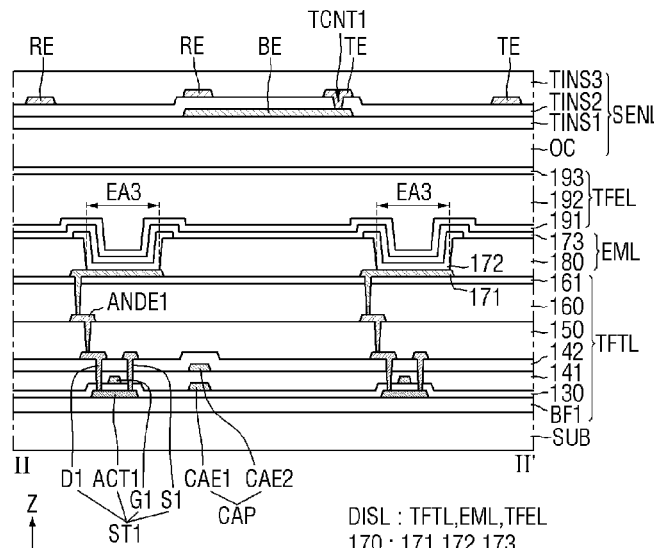 TCNT1
RE RE BE TE TE
TINS3
TINS2
TINS1
SENL
OC
193
192
191
TFEL
EA3 EA3
173
180
EML
172
161
171
ANDE1
160
150
142
141
130
BF1
TFTL
SUB
II II'
D1 ACT1 G1 S1 CAE1 CAE2
ST1 CAP
Z
DISL : TFTL,EML,TFEL
170 : 171,172,173